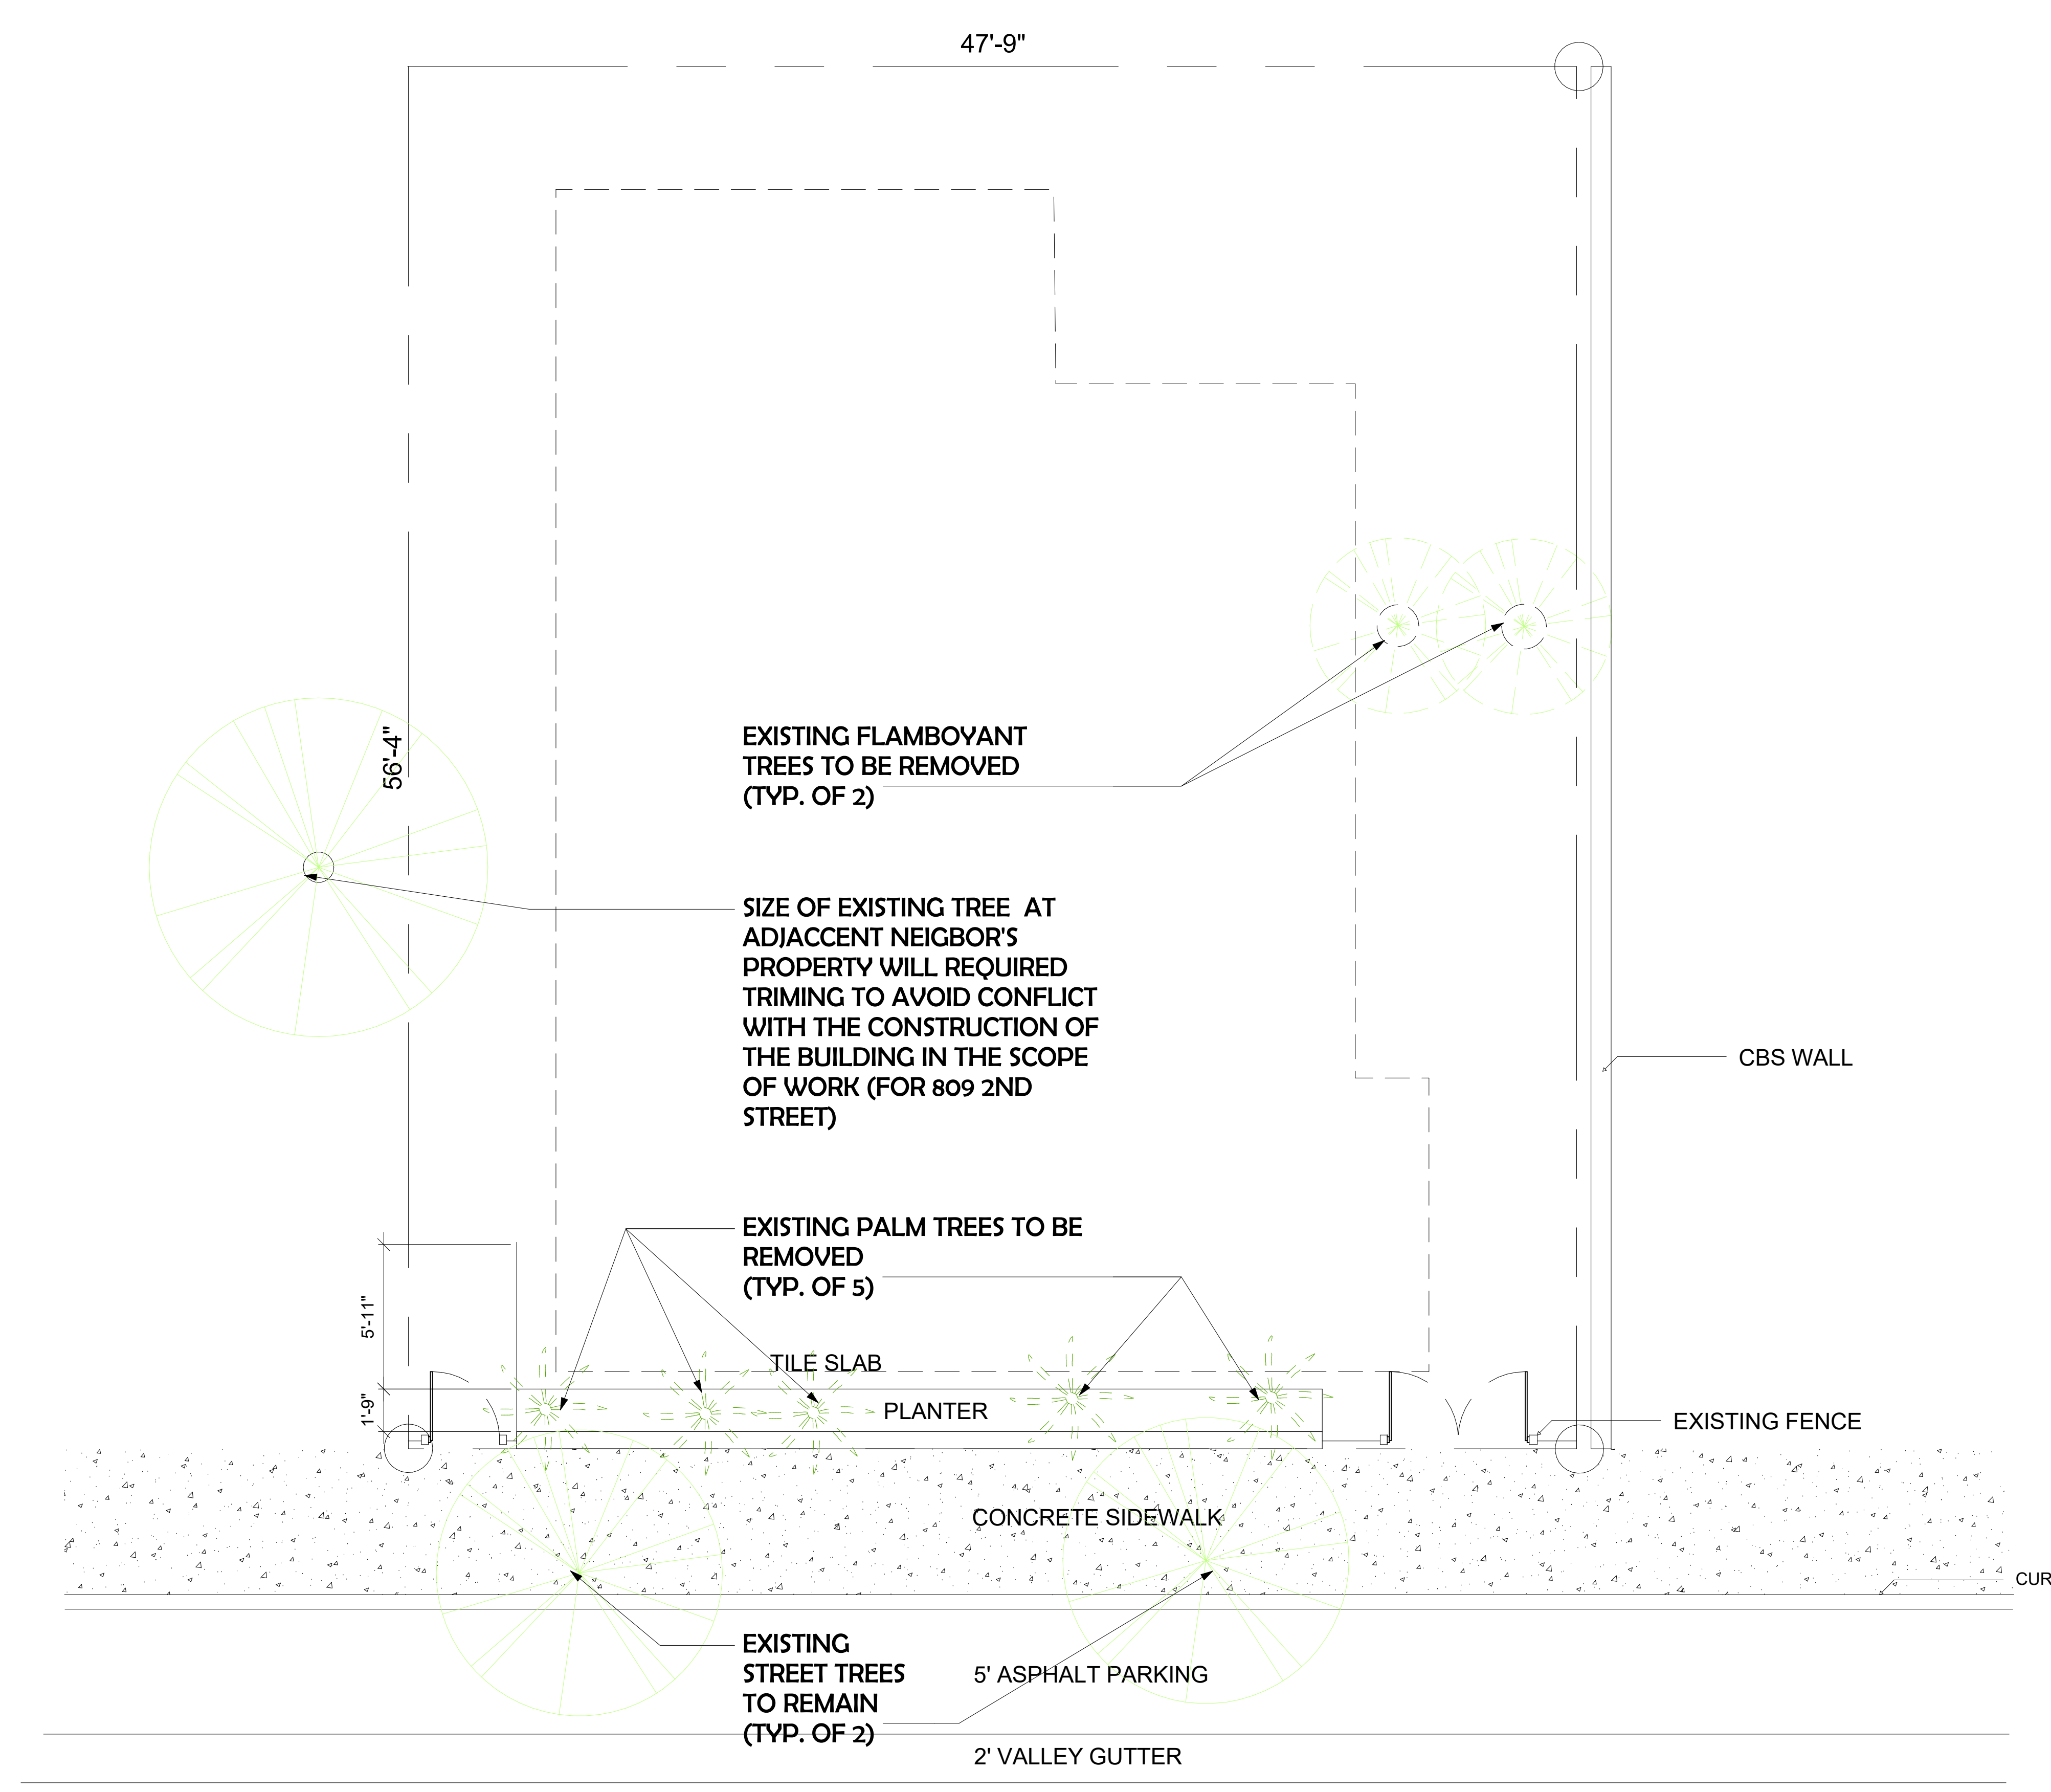 47'-9"
56'-4"
EXISTING FLAMBOYANT
TREES TO BE REMOVED
(TYP. OF 2)
SIZE OF EXISTING TREE AT
ADJACCENT NEIGBOR'S
PROPERTY WILL REQUIRED
TRIMING TO AVOID CONFLICT
WITH THE CONSTRUCTION OF
THE BUILDING IN THE SCOPE
OF WORK (FOR 809 2ND
STREET)
CBS WALL
EXISTING PALM TREES TO BE
REMOVED
(TYP. OF 5)
5'-11"
TILE SLAB
1'-9"
PLANTER
EXISTING FENCE
CONCRETE SIDEWALK
CUR
EXISTING
STREET TREES
TO REMAIN
(TYP. OF 2)
5' ASPHALT PARKING
2' VALLEY GUTTER